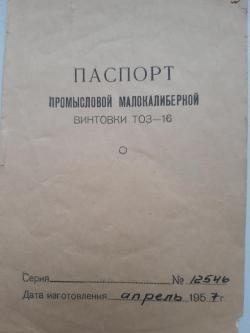 ПАСПОРТ
ПРОМЫСЛОВОЙ МАЛОКАЛИБЕРНОЙ
ВИНТОВКИ ТОЗ—16
Серия № 12546
Дата изготовления апрель 1957 г.